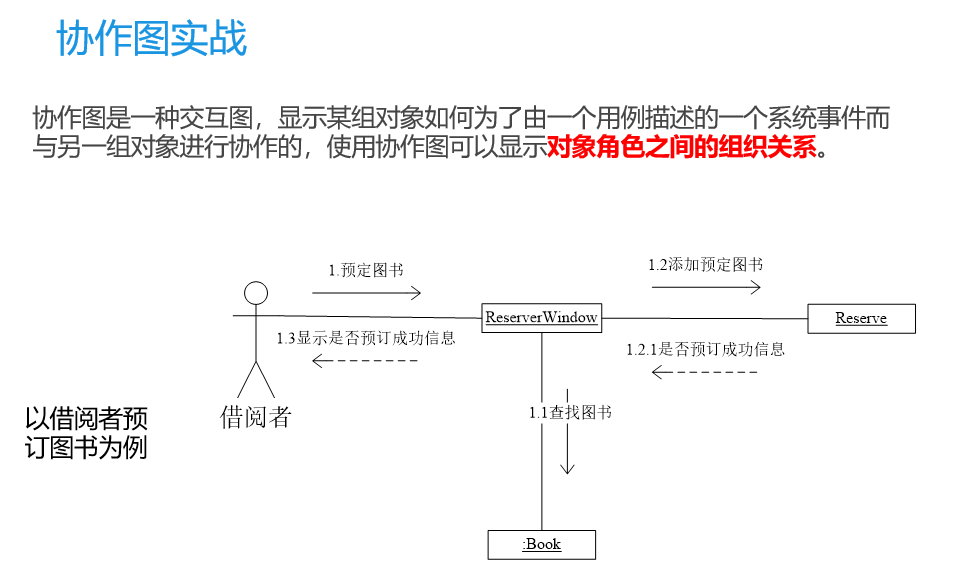 协作图实战
协作图是一种交互图，显示某组对象如何为了由一个用例描述的一个系统事件而
与另一组对象进行协作的，使用协作图可以显示对象角色之间的组织关系。
1.预定图书
1.2添加预定图书
ReserverWindow
Reserve
1.3显示是否预订成功信息
1.2.1是否预订成功信息
借阅者
1.1查找图书
以借阅者预
订图书为例
:Book